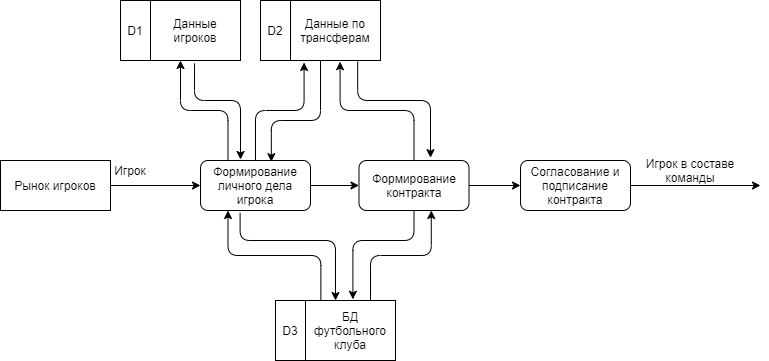 D1
Данные
игроков
D2
Данные по
трансферам
Рынок игроков
Игрок
Формирование
личного дела
игрока
Формирование
контракта
Согласование и
подписание
контракта
Игрок в составе
команды
D3
БД
футбольного
клуба